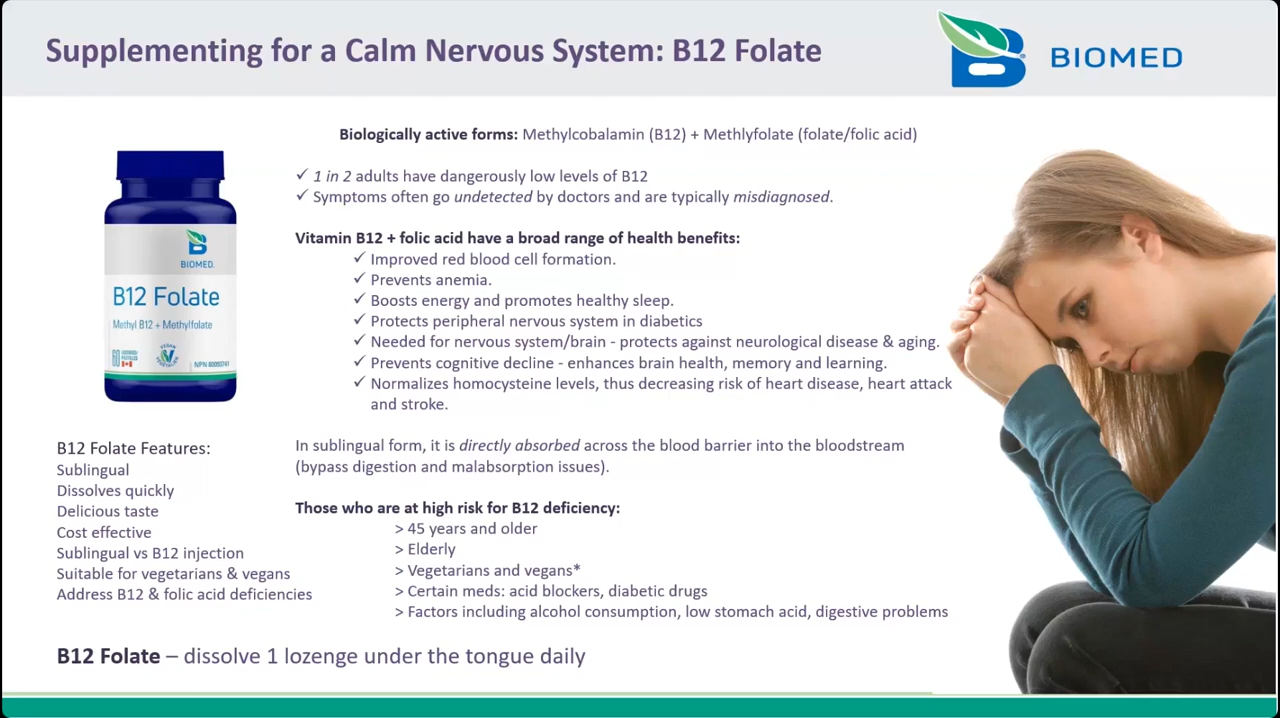 Supplementing for a Calm Nervous System: B12 Folate
BIOMED
Biologically active forms: Methylcobalamin (B12) + Methlyfolate (folate/folic acid)
✓ 1 in 2 adults have dangerously low levels of B12
✓ Symptoms often go undetected by doctors and are typically misdiagnosed.
Vitamin B12 + folic acid have a broad range of health benefits:
✓ Improved red blood cell formation.
✓ Prevents anemia.
✓ Boosts energy and promotes healthy sleep.
✓ Protects peripheral nervous system in diabetics
✓ Needed for nervous system/brain - protects against neurological disease & aging.
✓ Prevents cognitive decline - enhances brain health, memory and learning.
✓ Normalizes homocysteine levels, thus decreasing risk of heart disease, heart attack
and stroke.
In sublingual form, it is directly absorbed across the blood barrier into the bloodstream
(bypass digestion and malabsorption issues).
Those who are at high risk for B12 deficiency:
> 45 years and older
> Elderly
> Vegetarians and vegans*
> Certain meds: acid blockers, diabetic drugs
> Factors including alcohol consumption, low stomach acid, digestive problems
BIOMED
B12 Folate
Methyl B12 + Methylfolate
60
VEGAN
B12 Folate Features:
Sublingual
Dissolves quickly
Delicious taste
Cost effective
Sublingual vs B12 injection
Suitable for vegetarians & vegans
Address B12 & folic acid deficiencies
B12 Folate – dissolve 1 lozenge under the tongue daily